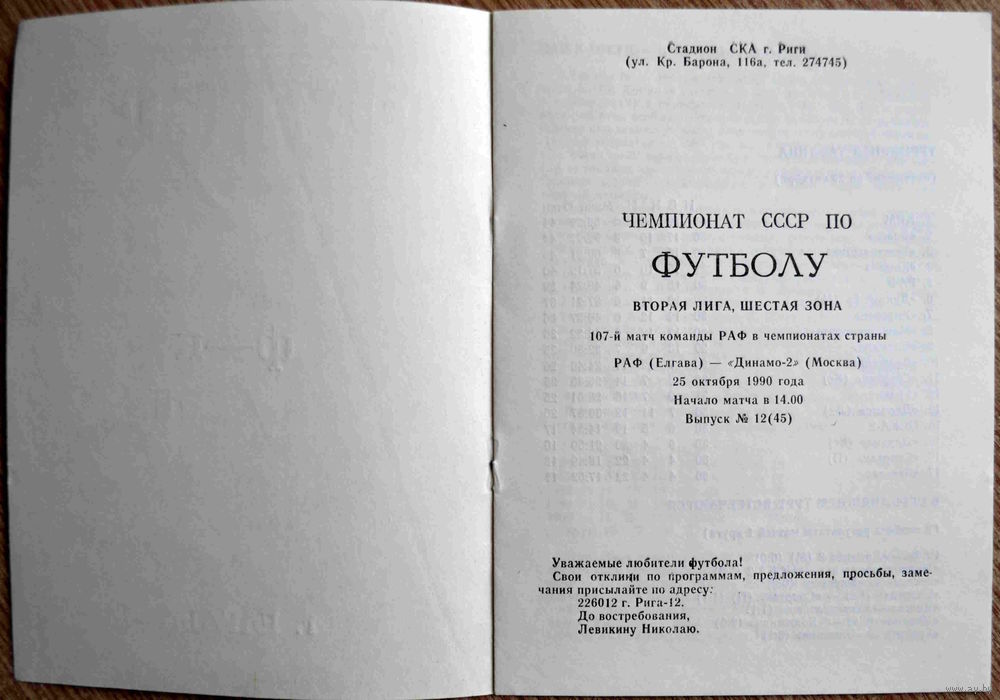 Стадион СКА г. Риги
(ул. Кр. Барона, 116а, тел. 274745)
ЧЕМПИОНАТ СССР ПО
ФУТБОЛУ
ВТОРАЯ ЛИГА, ШЕСТАЯ ЗОНА
107-й матч команды РАФ в чемпионатах страны
РАФ (Елгава) — «Динамо-2» (Москва)
25 октября 1990 года
Начало матча в 14.00
Выпуск № 12(45)
Уважаемые любители футбола!
Свои отклики по программам, предложения, просьбы, заме-
чания присылайте по адресу:
226012 г. Рига-12.
До востребования,
Левикину Николаю.
www.ay.by